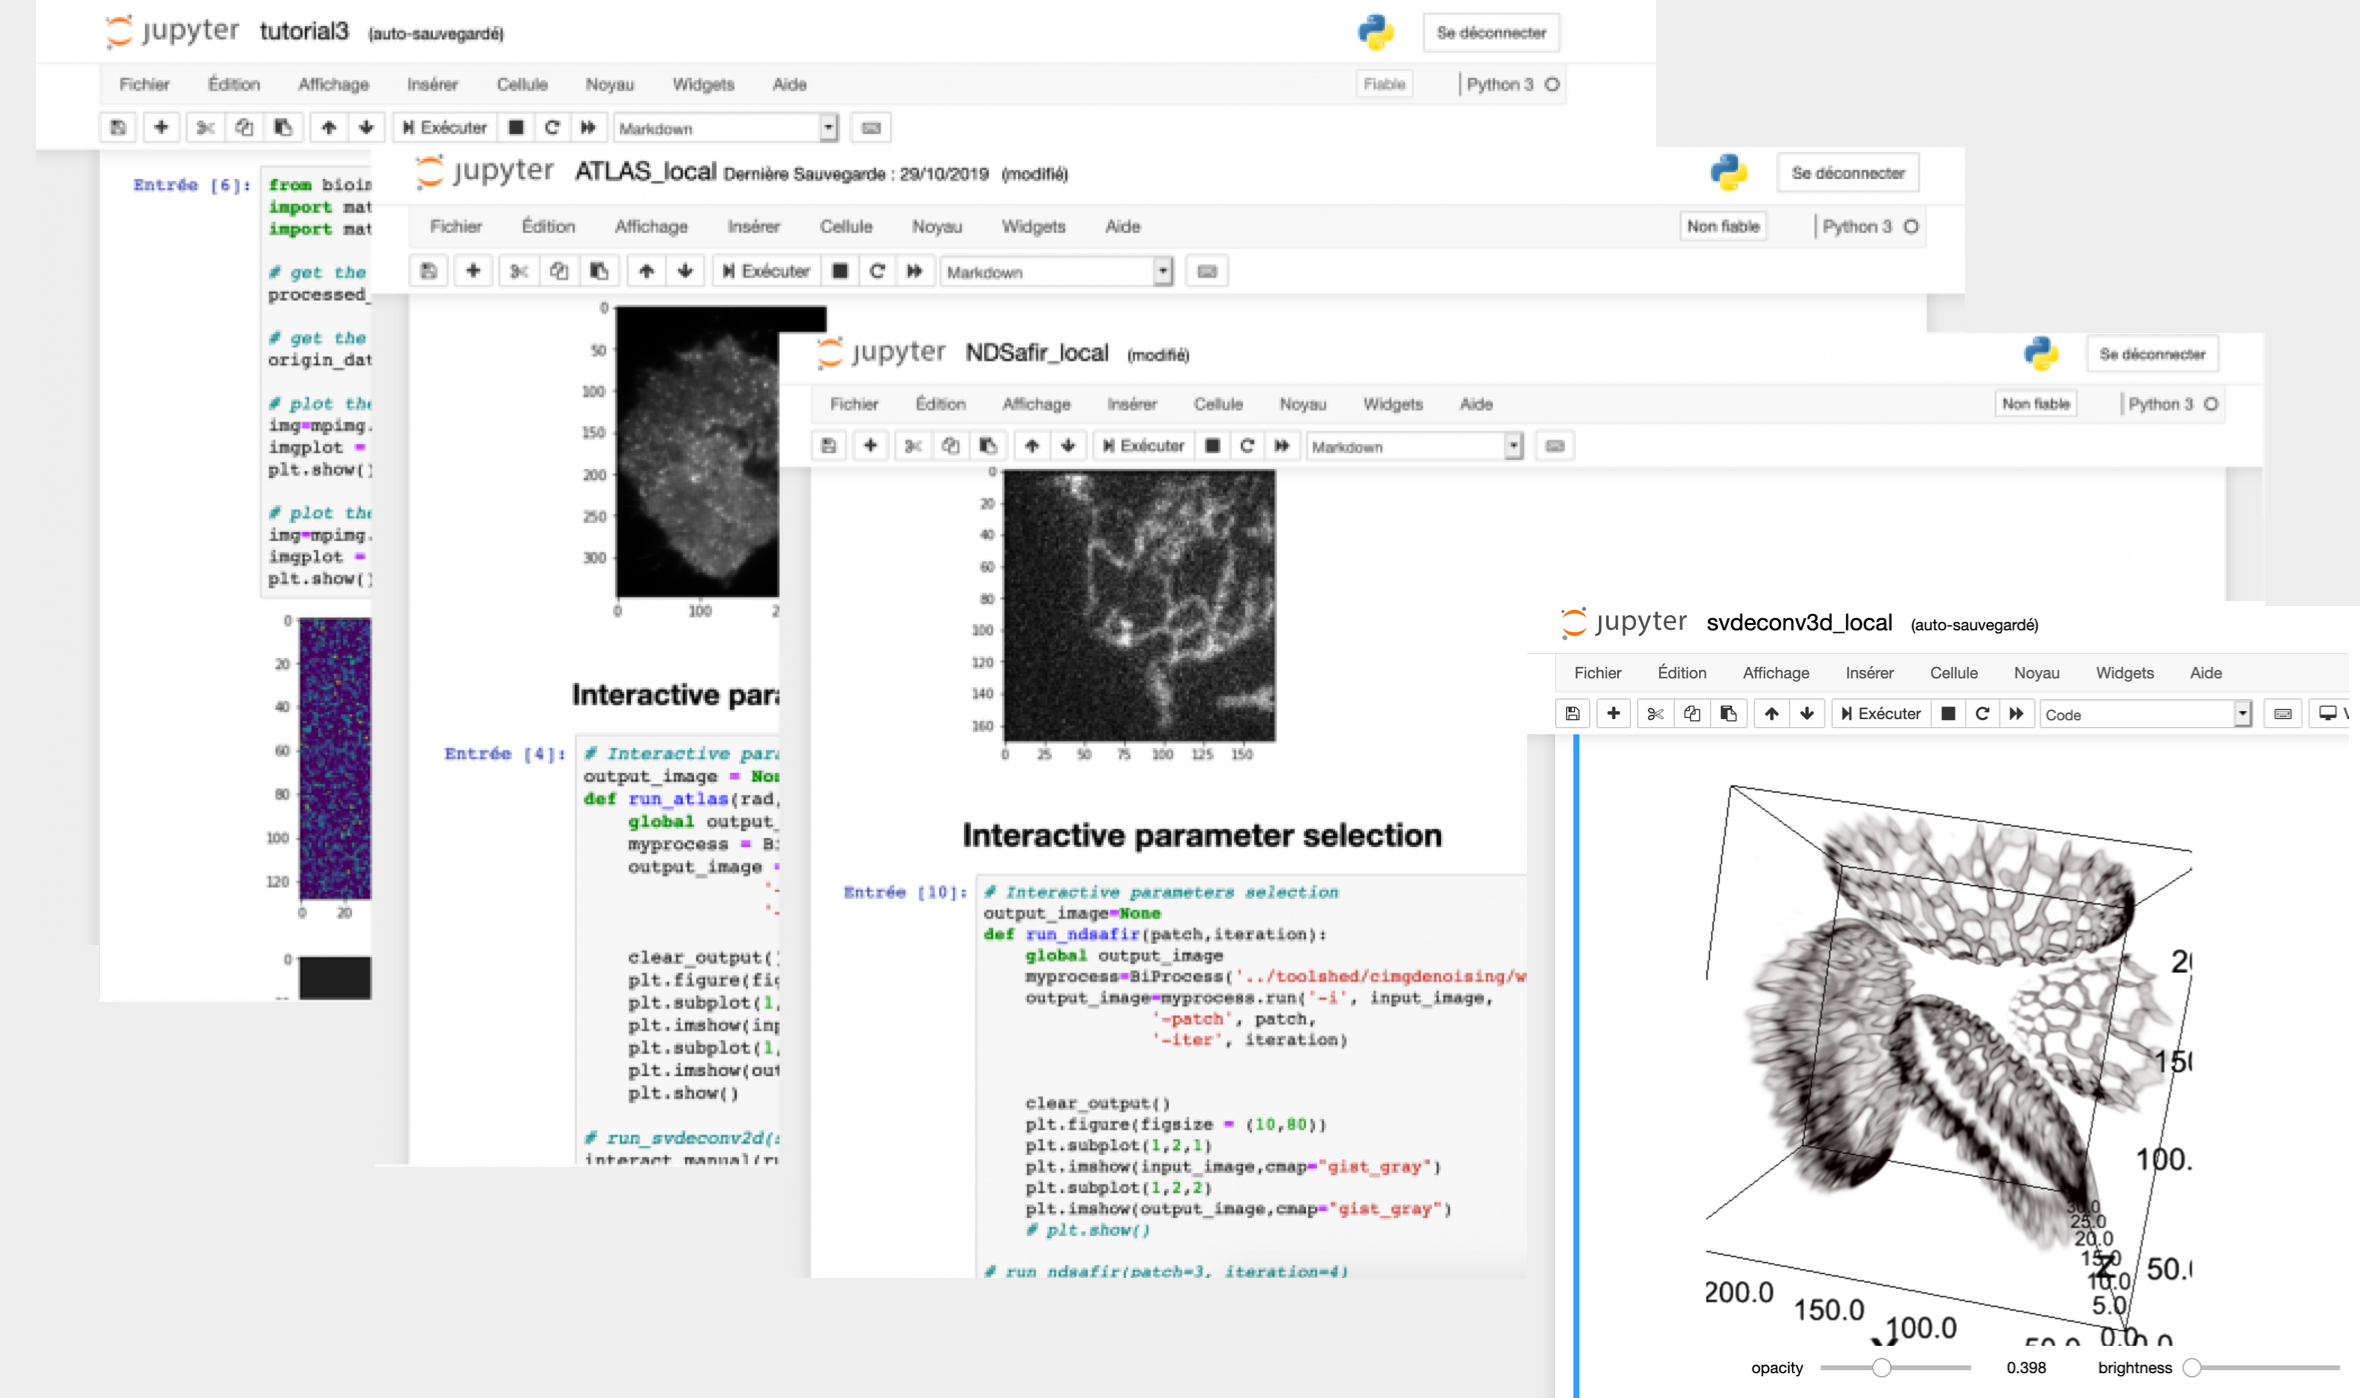 jupyter tutorial3 (auto-sauvegardé) Se déconnecter
Fichier Édition Affichage Insérer Cellule Noyau Widgets Aide Fiable Python 3
Exécuter Markdown
Entrée [6]: from
import mat
import mat
# get the
processed_
# get the
origin_dat
# plot the
img=mpimg.
imgplot =
plt.show()
# plot the
img=mpimg.
imgplot =
plt.show()
0
20
40
60
80
100
120
0 20
0
jupyter ATLAS_local Dernière Sauvegarde : 29/10/2019 (modifié) Se déconnecter
Fichier Édition Affichage Insérer Cellule Noyau Widgets Aide Non fiable Python 3
Exécuter Markdown
0
50
100
150
200
250
300
0 100 2
Interactive para
Entrée [4]: # Interactive para
output_image = Non
def run_atlas(rad,
global output_
myprocess = Bi
output_image =
'-
'-
clear_output()
plt.figure(fig
plt.subplot(1,
plt.imshow(inp
plt.subplot(1,
plt.imshow(out
plt.show()
# run_svdeconv2d(s
interact_manual(ru
jupyter NDSafir_local (modifié) Se déconnecter
Fichier Édition Affichage Insérer Cellule Noyau Widgets Aide Non fiable Python 3
Exécuter Markdown
0
20
40
60
80
100
120
140
160
0 25 50 75 100 125 150
Interactive parameter selection
Entrée [10]: # Interactive parameters selection
output_image=None
def run_ndsafir(patch,iteration):
global output_image
myprocess=BiProcess('../toolshed/cimgdenoising/w
output_image=myprocess.run('-i', input_image,
'-patch', patch,
'-iter', iteration)
clear_output()
plt.figure(figsize = (10,80))
plt.subplot(1,2,1)
plt.imshow(input_image,cmap="gist_gray")
plt.subplot(1,2,2)
plt.imshow(output_image,cmap="gist_gray")
# plt.show()
# run_ndsafir(patch=3, iteration=4)
jupyter svdeconv3d_local (auto-sauvegardé)
Fichier Édition Affichage Insérer Cellule Noyau Widgets Aide
Exécuter Code
20
150
100.
30.0
25.0
20.0
15.0
Z
10.0
50.
5.0
0.0
200.0 150.0 100.0 50.0
opacity 0.398 brightness